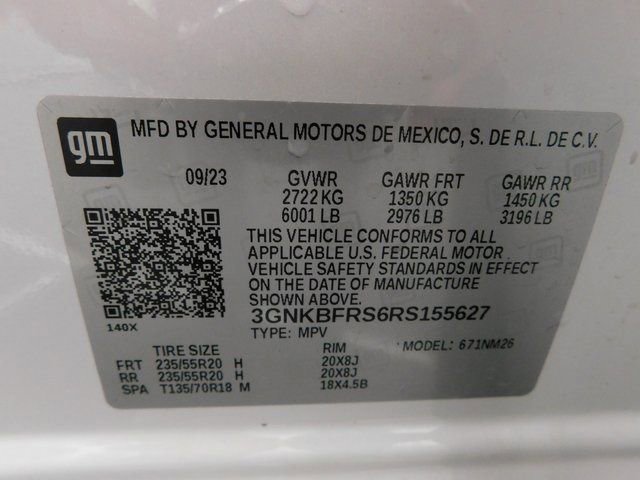 gm MFD BY GENERAL MOTORS DE MEXICO, S. DE R.L. DE C.V.
09/23 GVWR GAWR FRT GAWR RR
2722 KG 1350 KG 1450 KG
6001 LB 2976 LB 3196 LB
THIS VEHICLE CONFORMS TO ALL
APPLICABLE U.S. FEDERAL MOTOR
VEHICLE SAFETY STANDARDS IN EFFECT
ON THE DATE OF MANUFACTURE
SHOWN ABOVE.
3GNKBFRS6RS155627
140X
TYPE: MPV MODEL: 671NM26
TIRE SIZE RIM
FRT 235/55R20 H 20X8J
RR 235/55R20 H 20X8J
SPA T135/70R18 M 18X4.5B